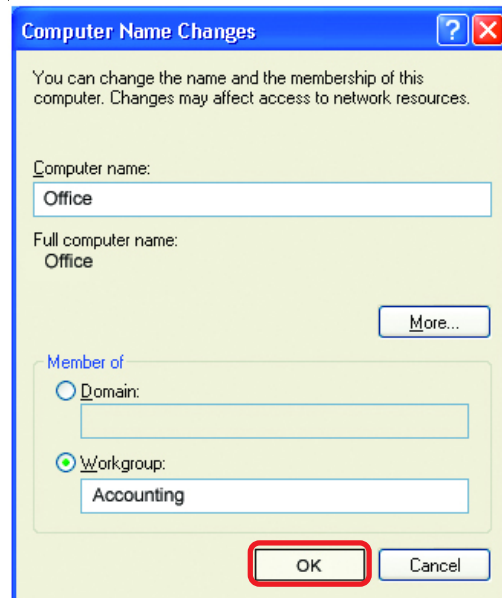 Computer Name Changes
You can change the name and the membership of this
computer. Changes may affect access to network resources.
Computer name:
Office
Full computer name:
Office
More...
Member of
Domain:
Workgroup:
Accounting
OK
Cancel